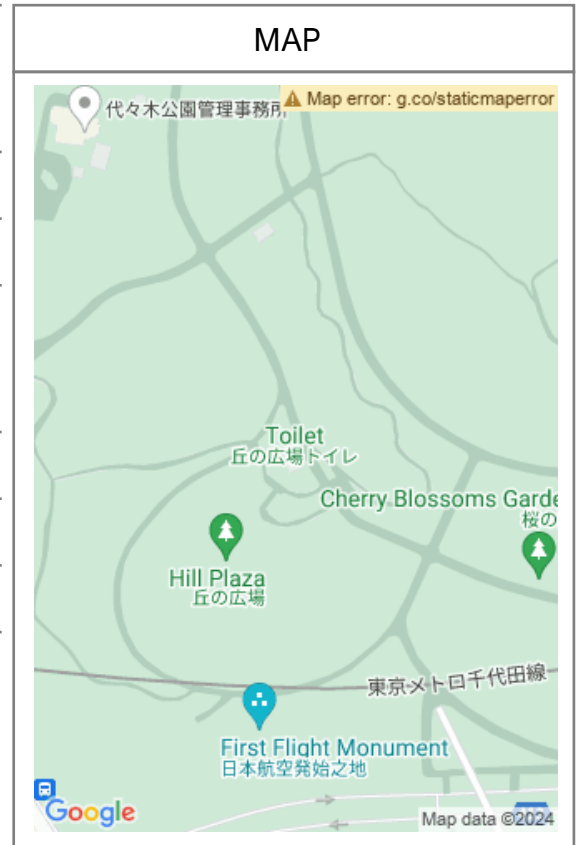 MAP
代々木公園管理事務所
Map error: g.co/staticmaperror
Toilet
丘の広場トイレ
Cherry Blossoms Garde
桜の
Hill Plaza
丘の広場
東京メトロ千代田線
First Flight Monument
日本航空発始之地
Google
Map data ©2024